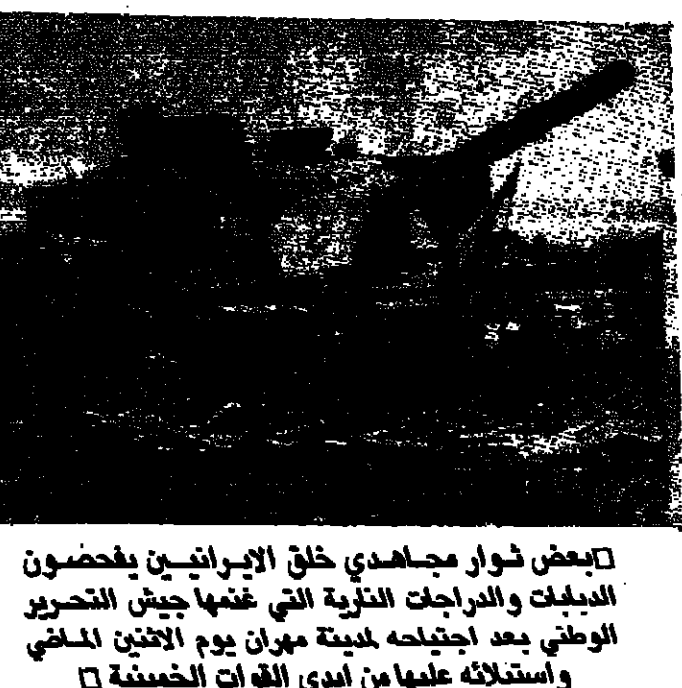 □بعض ثوار مجاهدي خلق الايرانيين يفحصون
الدبابات والدراجات النارية التي غنمها جيش التحرير
الوطني بعد اجتياحه لمدينة مهران يوم الاثنين الماضي
واستيلائه عليها من ايدي القوات الخمينية □